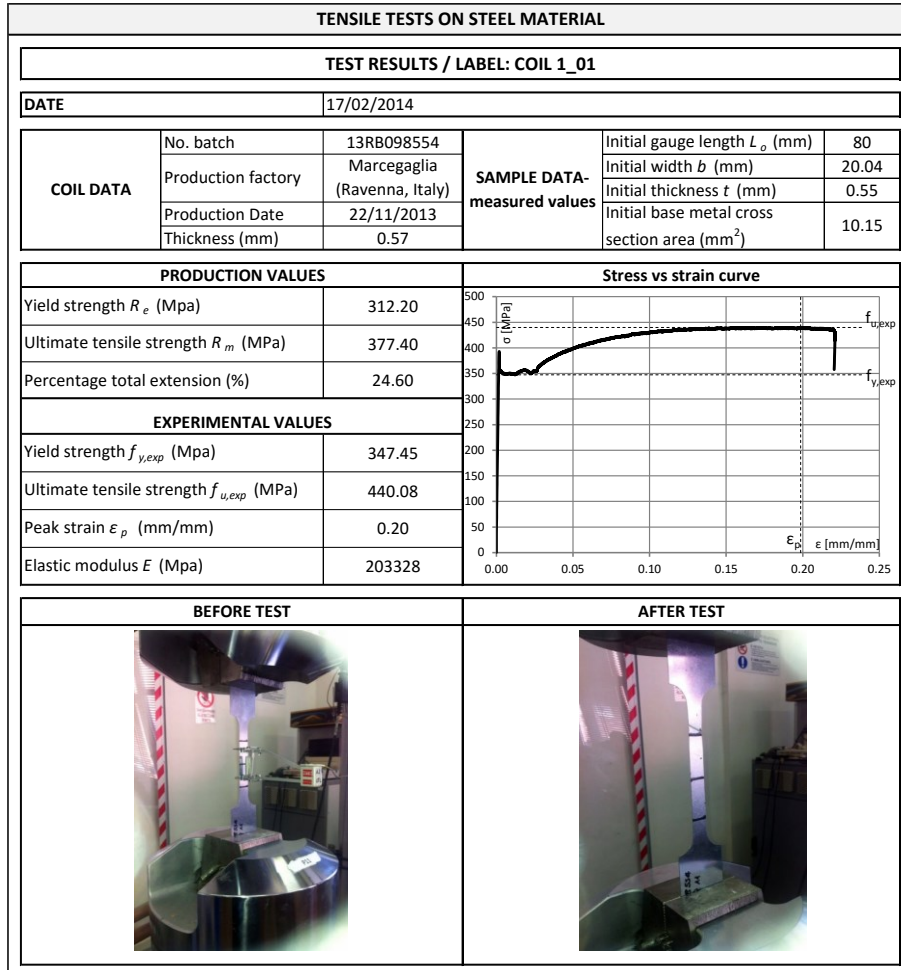 TENSILE TESTS ON STEEL MATERIAL
TEST RESULTS / LABEL: COIL 1_01
DATE 17/02/2014
COIL DATA
No. batch 13RB098554
Production factory Marcegaglia (Ravenna, Italy)
Production Date 22/11/2013
Thickness (mm) 0.57
SAMPLE DATA-
measured values
Initial gauge length L o (mm) 80
Initial width b (mm) 20.04
Initial thickness t (mm) 0.55
Initial base metal cross
section area (mm2) 10.15
PRODUCTION VALUES
Yield strength R e (Mpa) 312.20
Ultimate tensile strength R m (MPa) 377.40
Percentage total extension (%) 24.60
EXPERIMENTAL VALUES
Yield strength f y,exp (Mpa) 347.45
Ultimate tensile strength f u,exp (MPa) 440.08
Peak strain ε p (mm/mm) 0.20
Elastic modulus E (Mpa) 203328
Stress vs strain curve
σ [MPa]
500
450
400
350
300
250
200
150
100
50
0
fu,exp
fy,exp
εp ε [mm/mm]
0.00 0.05 0.10 0.15 0.20 0.25
BEFORE TEST
AFTER TEST